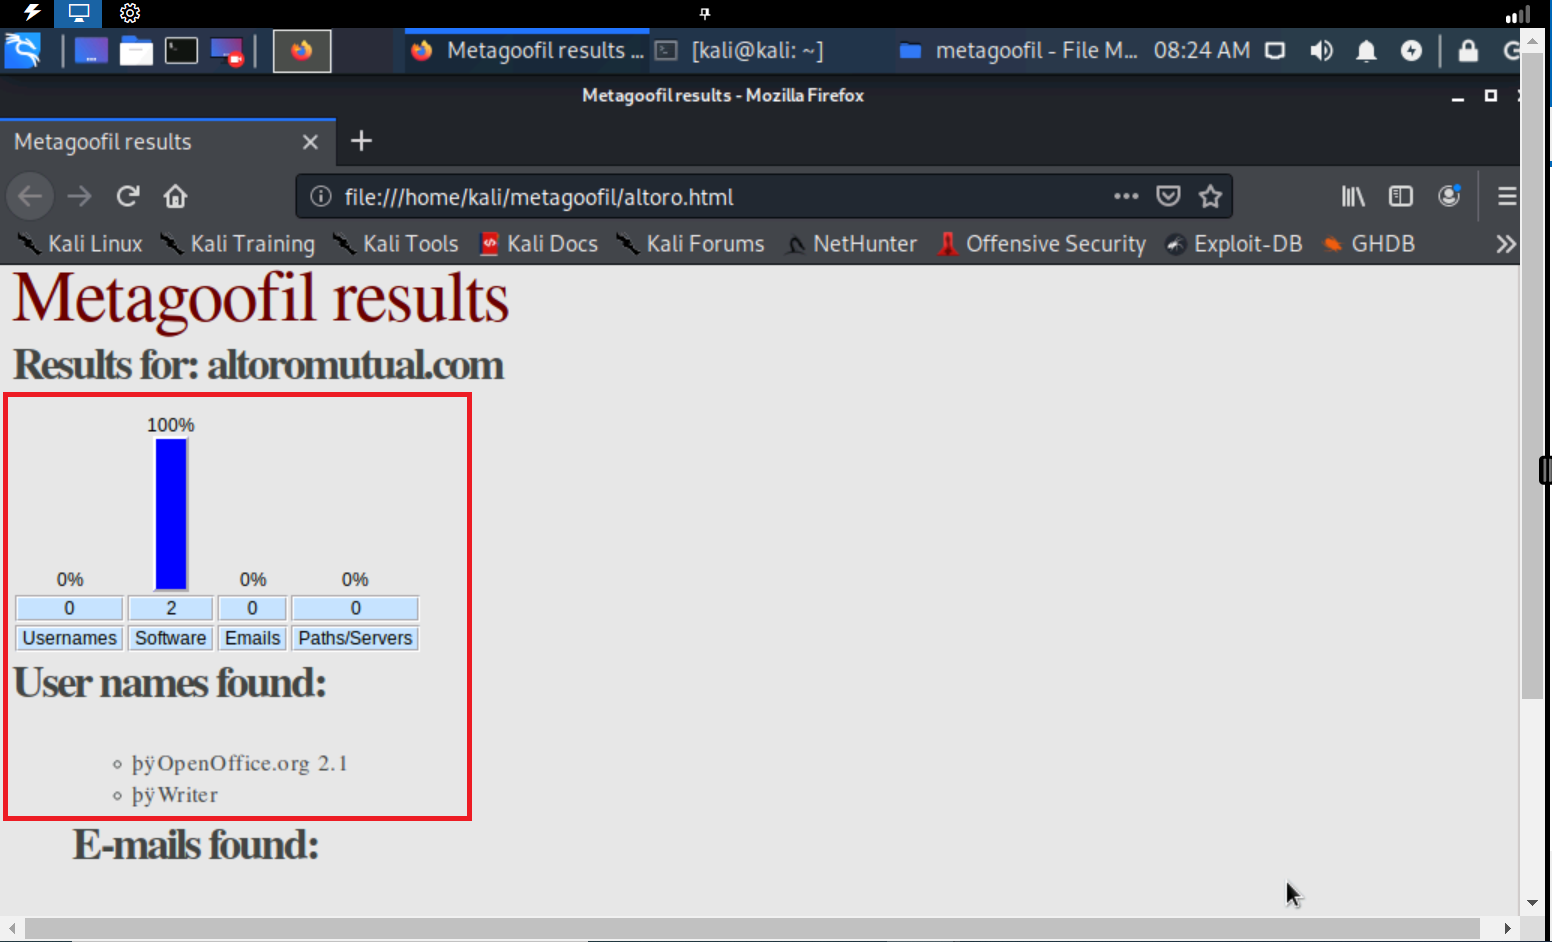 Metagoofil results ... [kali@kali: ~] metagoofil - File M... 08:24 AM
Metagoofil results - Mozilla Firefox
Metagoofil results
file:///home/kali/metagoofil/altoro.html
Kali Linux Kali Training Kali Tools Kali Docs Kali Forums NetHunter Offensive Security Exploit-DB GHDB
Metagoofil results
Results for: altoromutual.com
100%
0% 0% 0%
0 2 0 0
Usernames Software Emails Paths/Servers
User names found:
þÿOpenOffice.org 2.1
þÿWriter
E-mails found: